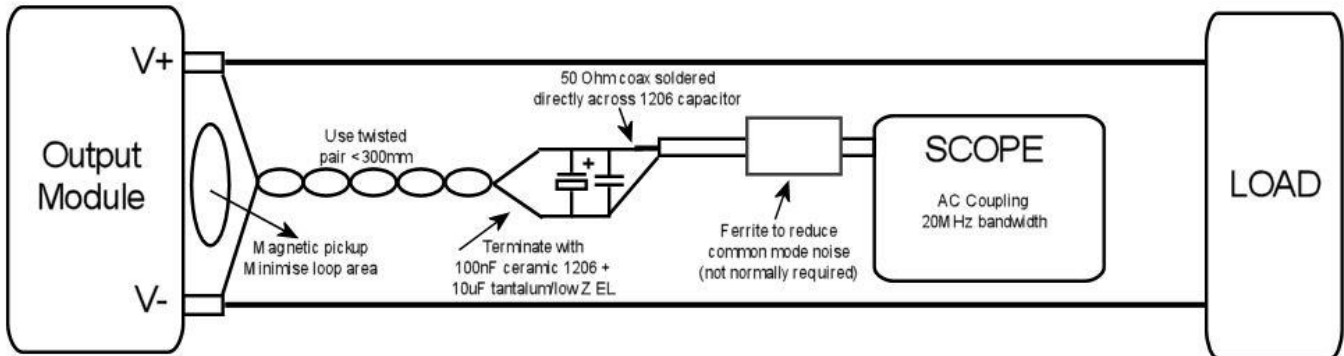 V+
Output
Module
V-
Magnetic pickup
Minimise loop area
Use twisted
pair <300mm
50 Ohm coax soldered
directly across 1206 capacitor
+
Terminate with
100nF ceramic 1206 +
10uF tantalum/low Z EL
Ferrite to reduce
common mode noise
(not normally required)
SCOPE
AC Coupling
20MHz bandwidth
LOAD